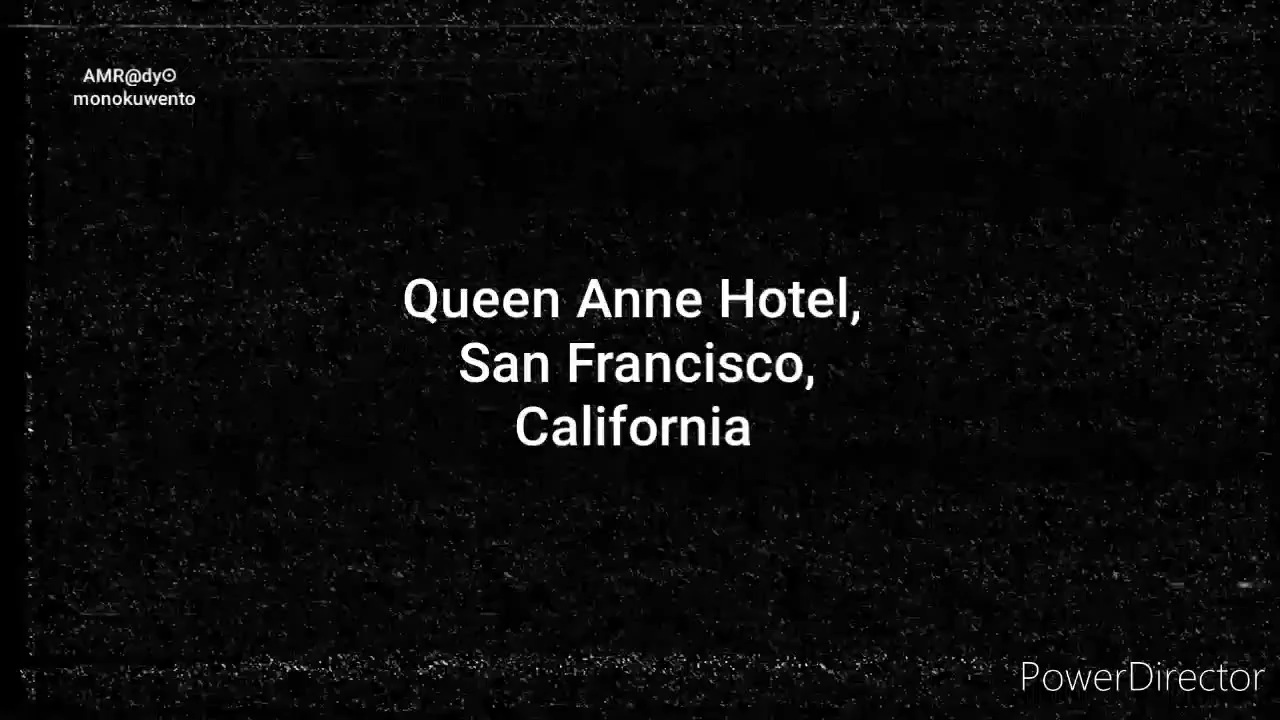 AMR@dy⊙
monokuwento
Queen Anne Hotel,
San Francisco,
California
PowerDirector